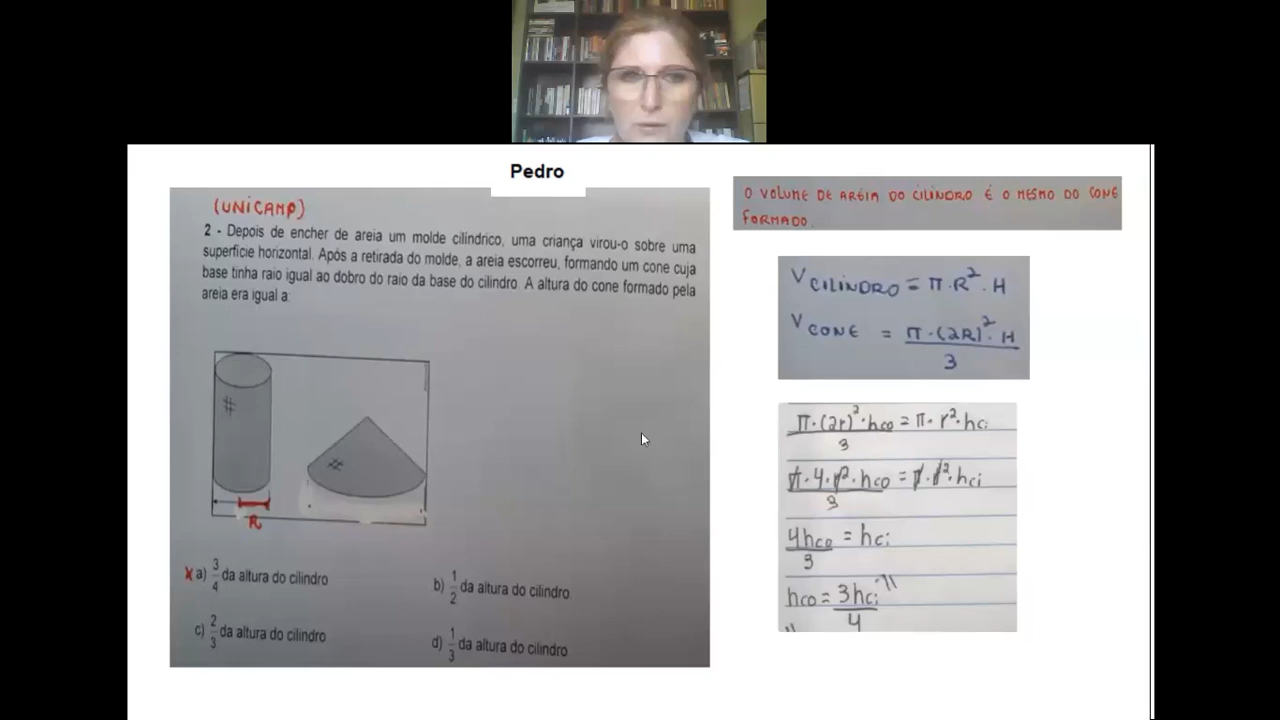 Pedro
(UNICAMP)
2 - Depois de encher de areia um molde cilíndrico, uma criança virou-o sobre uma
superfície horizontal. Após a retirada do molde, a areia escorreu, formando um cone cuja
base tinha raio igual ao dobro do raio da base do cilindro. A altura do cone formado pela
areia era igual a:
R
X a) 3/4 da altura do cilindro
b) 1/2 da altura do cilindro
c) 2/3 da altura do cilindro
d) 1/3 da altura do cilindro
O VOLUME DE AREIA DO CILINDRO É O MESMO DO CONE
FORMADO.
V CILINDRO = π·R²·H
V CONE = π·(2R)²·H / 3
π·(2r)²·hco / 3 = π·r²·hci
π·4·r²·hco / 3 = π·r²·hci
4hco / 3 = hci
hco = 3hci / 4 "